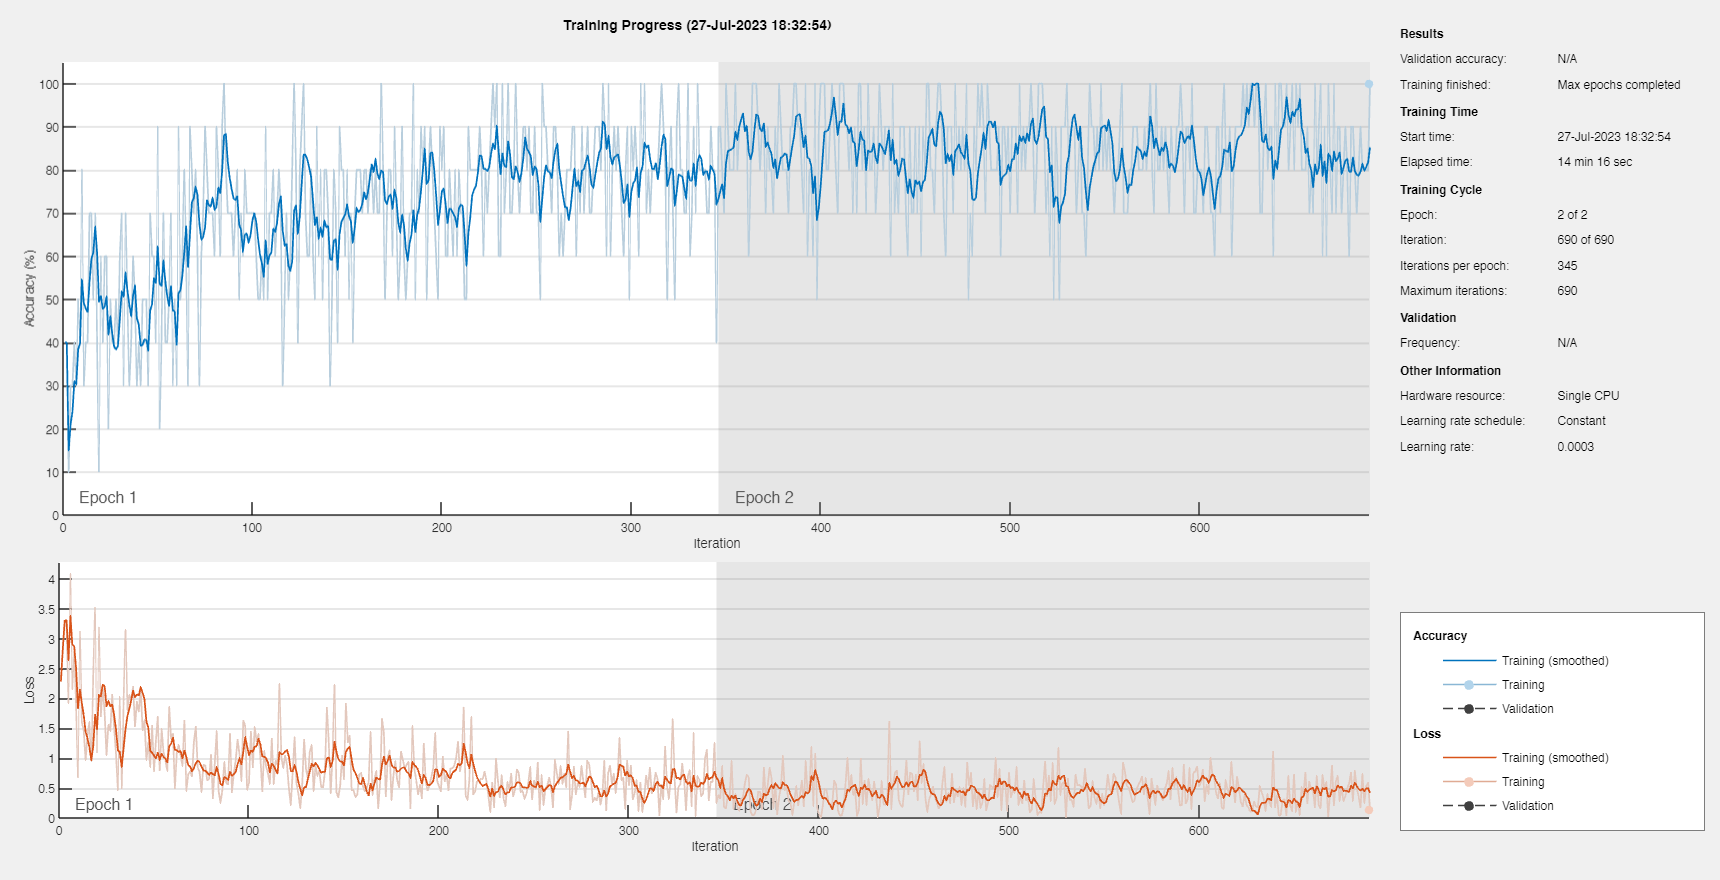 Training Progress (27-Jul-2023 18:32:54)
Accuracy (%)
100
90
80
70
60
50
40
30
20
10
0
Epoch 1
Epoch 2
0 100 200 300 400 500 600
Iteration
Loss
4
3.5
3
2.5
2
1.5
1
0.5
0
Epoch 1
Epoch 2
0 100 200 300 400 500 600
Iteration
Results
Validation accuracy: N/A
Training finished: Max epochs completed
Training Time
Start time: 27-Jul-2023 18:32:54
Elapsed time: 14 min 16 sec
Training Cycle
Epoch: 2 of 2
Iteration: 690 of 690
Iterations per epoch: 345
Maximum iterations: 690
Validation
Frequency: N/A
Other Information
Hardware resource: Single CPU
Learning rate schedule: Constant
Learning rate: 0.0003
Accuracy
Training (smoothed)
Training
Validation
Loss
Training (smoothed)
Training
Validation